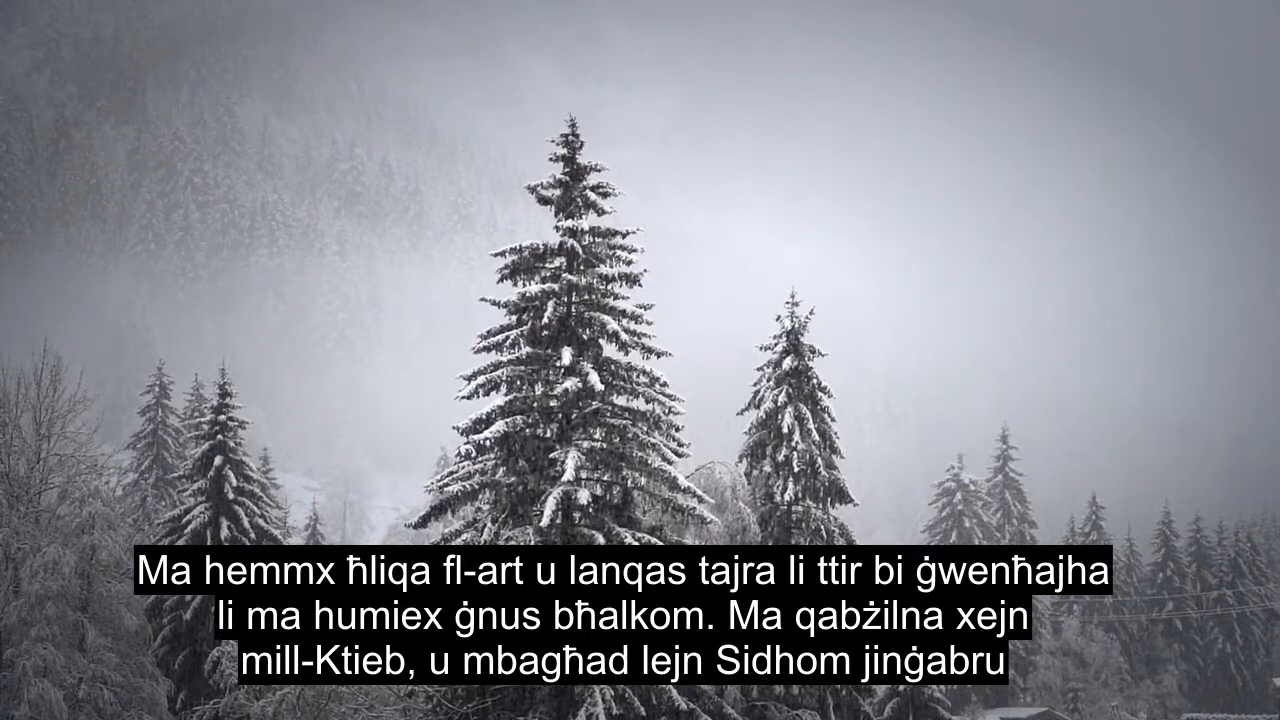 Ma hemmx ħliqa fl-art u lanqas tajra li ttir bi ġwenħajha
li ma humiex ġnus bħalkom. Ma qabżilna xejn
mill-Ktieb, u mbagħad lejn Sidhom jinġabru